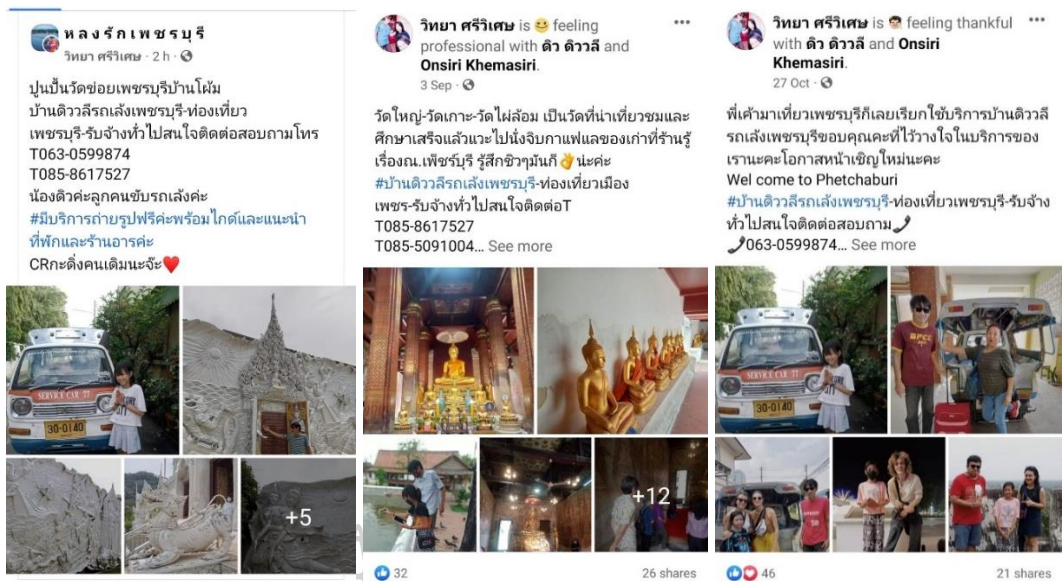 หลงรักเพชรบุรี
วิทยา ศรีวิเศษ · 2 h ·
ปูนปั้นวัดข่อยเพชรบุรีบ้านโผ้ม
บ้านดิววลีรถเล้งเพชรบุรี-ท่องเที่ยว
เพชรบุรี-รับจ้างทั่วไปสนใจติดต่อสอบถามโทร
T063-0599874
T085-8617527
น้องดิวค่ะลูกคนขับรถเล้งค่ะ
#มีบริการถ่ายรูปฟรีค่ะพร้อมไกด์และแนะนำ
ที่พักและร้านอารค่ะ
CRกะดิ่งคนเดิมนะจ๊ะ❤️
SERVICE CAR 77
30-0140
+5
วิทยา ศรีวิเศษ is 😆 feeling
professional with ดิว ดิววลี and
Onsiri Khemasiri.
3 Sep ·
วัดใหญ่-วัดเกาะ-วัดไผ่ล้อม เป็นวัดที่น่าเที่ยวชมและ
ศึกษาเสร็จแล้วแวะไปนั่งจิบกาแฟแลของเก่าที่ร้านรู้
เรื่องณ.เพ็ชร์บุรี รู้สึกชิวๆมันก็👌น่ะค่ะ
#บ้านดิววลีรถเล้งเพชรบุรี-ท่องเที่ยวเมือง
เพชร-รับจ้างทั่วไปสนใจติดต่อT
T085-8617527
T085-5091004... See more
+12
32
26 shares
วิทยา ศรีวิเศษ is feeling thankful
with ดิว ดิววลี and Onsiri
Khemasiri.
27 Oct ·
พี่เค้ามาเที่ยวเพชรบุรีก็เลยเรียกใช้บริการบ้านดิววลี
รถเล้งเพชรบุรีขอบคุณคะที่ไว้วางใจในบริการของ
เรานะคะโอกาสหน้าเชิญใหม่นะคะ
Wel come to Phetchaburi
#บ้านดิววลีรถเล้งเพชรบุรี-ท่องเที่ยวเพชรบุรี-รับจ้าง
ทั่วไปสนใจติดต่อสอบถาม📞
📞063-0599874... See more
SERVICE CAR 77
30-0140
46
21 shares